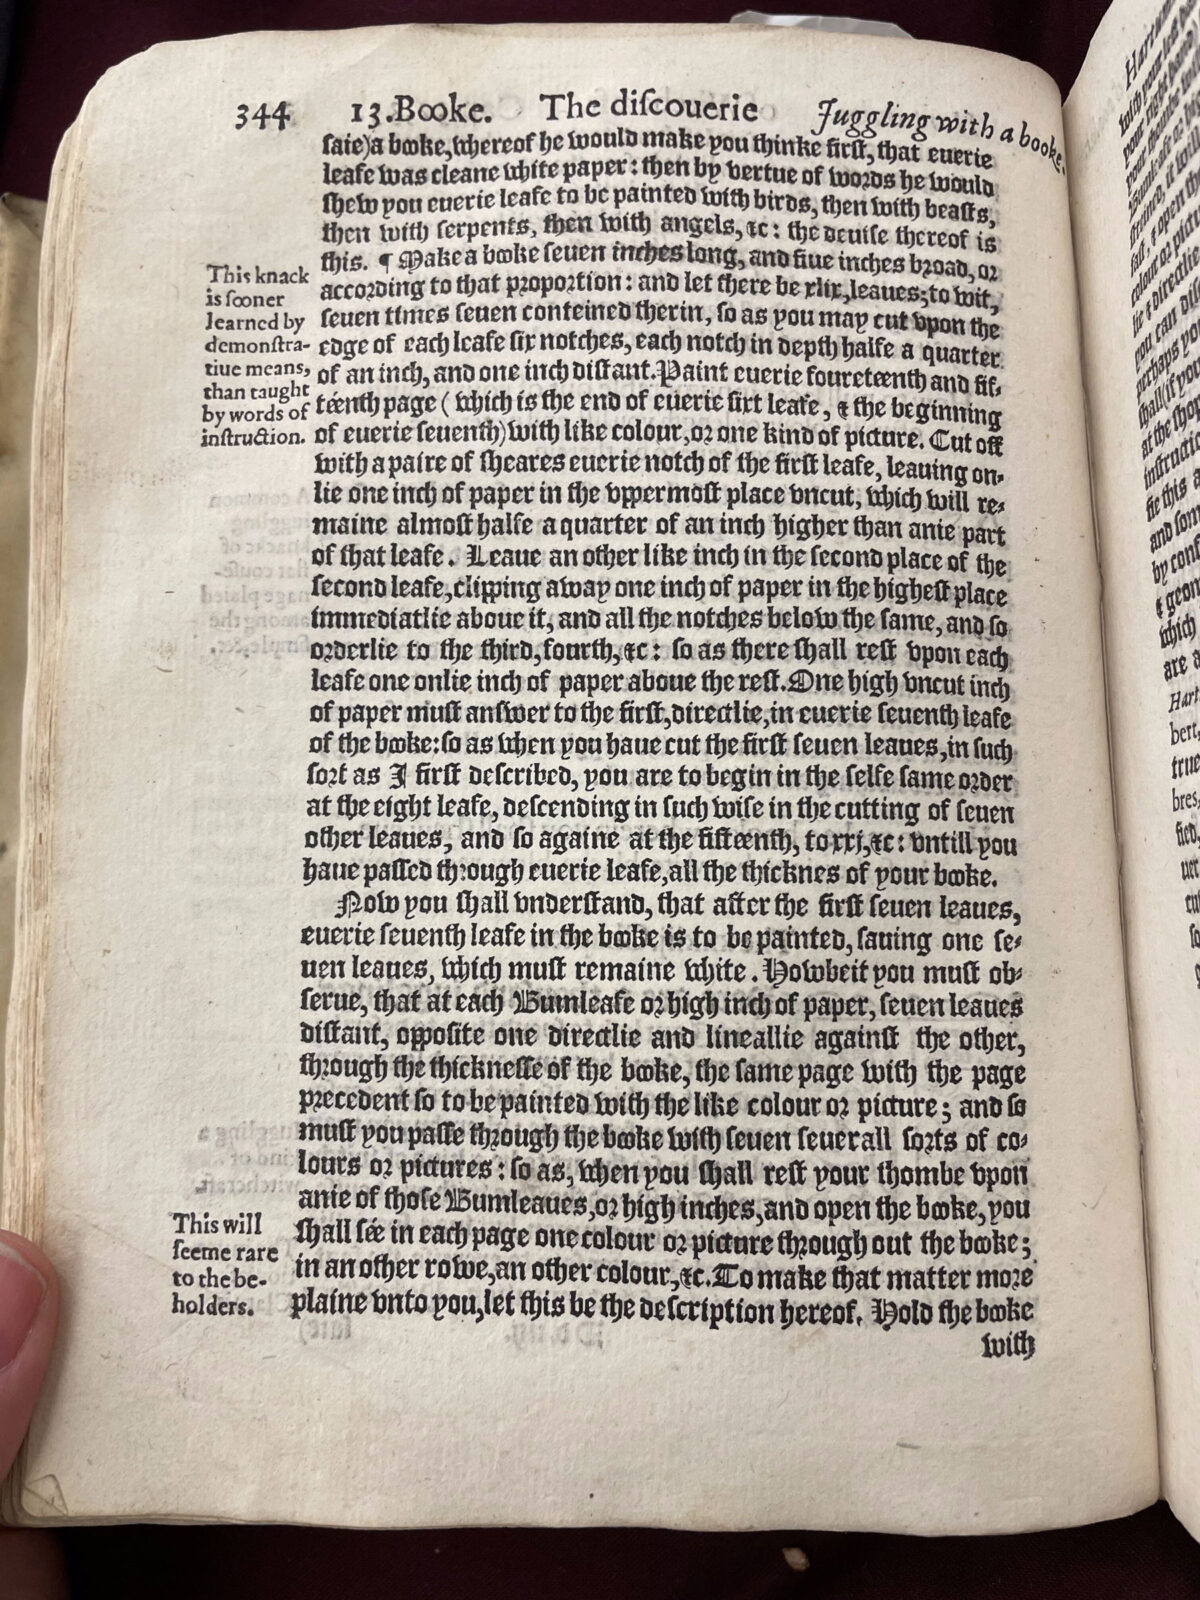 344 13.Booke. The discouerie Juggling with a booke.
saie) a booke, whereof he would make you thinke first, that euerie
leafe was cleane white paper: then by vertue of words he would
shew you euerie leafe to be painted with birds, then with beasts,
then with serpents, then with angels, &c: the deuise thereof is
this. ¶ Make a booke seuen inches long, and fiue inches broad, or
according to that proportion: and let there be xlix, leaues; to wit,
seuen times seuen conteined therin, so as you may cut vpon the
edge of each leafe six notches, each notch in depth halfe a quarter
of an inch, and one inch distant. Paint euerie foureteenth and fif-
teenth page (which is the end of euerie sixt leafe, & the beginning
of euerie seuenth) with like colour, or one kind of picture. Cut off
with a paire of sheares euerie notch of the first leafe, leauing on-
lie one inch of paper in the vppermost place vncut, which will re-
maine almost halfe a quarter of an inch higher than anie part
of that leafe. Leaue an other like inch in the second place of the
second leafe, clipping away one inch of paper in the highest place
immediatlie aboue it, and all the notches below the same, and so
orderlie to the third, fourth, &c: so as there shall rest vpon each
leafe one onlie inch of paper aboue the rest. One high vncut inch
of paper must answer to the first, directlie, in euerie seuenth leafe
of the booke: so as when you haue cut the first seuen leaues, in such
sort as I first described, you are to begin in the selfe same order
at the eight leafe, descending in such wise in the cutting of seuen
other leaues, and so againe at the fifteenth, to xxj, &c: vntill you
haue passed through euerie leafe, all the thicknes of your booke.
Now you shall vnderstand, that after the first seuen leaues,
euerie seuenth leafe in the booke is to be painted, sauing one se-
uen leaues, which must remaine white. Howbeit you must ob-
serue, that at each Bumleafe or high inch of paper, seuen leaues
distant, opposite one directlie and lineallie against the other,
through the thicknesse of the booke, the same page with the page
precedent so to be painted with the like colour or picture; and so
must you passe through the booke with seuen seuerall sorts of co-
lours or pictures: so as, when you shall rest your thombe vpon
anie of those Bumleaues, or high inches, and open the booke, you
shall sée in each page one colour or picture through out the booke;
in an other rowe, an other colour, &c. To make that matter more
plaine vnto you, let this be the description hereof. Hold the booke
with
This knack
is sooner
learned by
demonstra-
tiue means,
than taught
by words of
instruction.
This will
seeme rare
to the be-
holders.